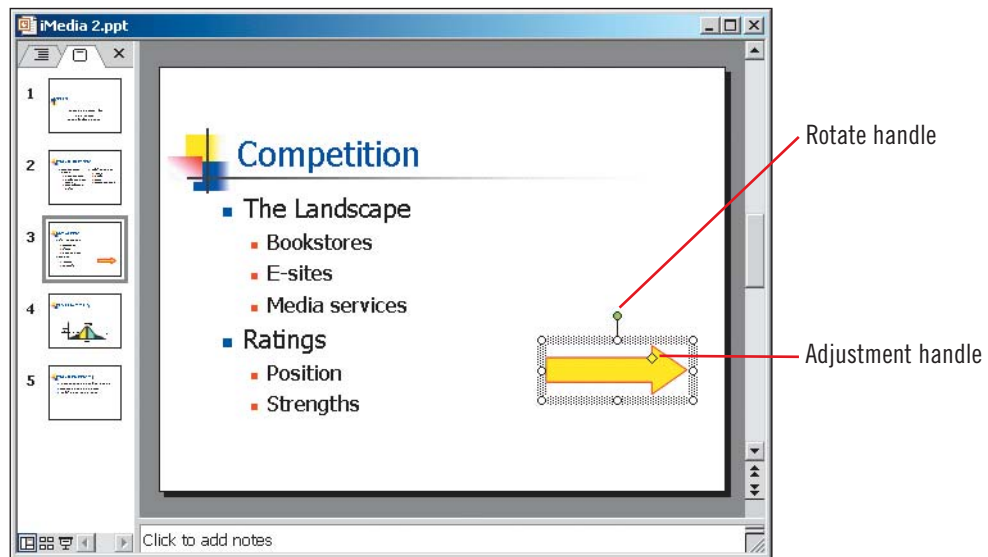 iMedia 2.ppt
1
2
3
4
5
Competition
The Landscape
Bookstores
E-sites
Media services
Ratings
Position
Strengths
Click to add notes
Rotate handle
Adjustment handle